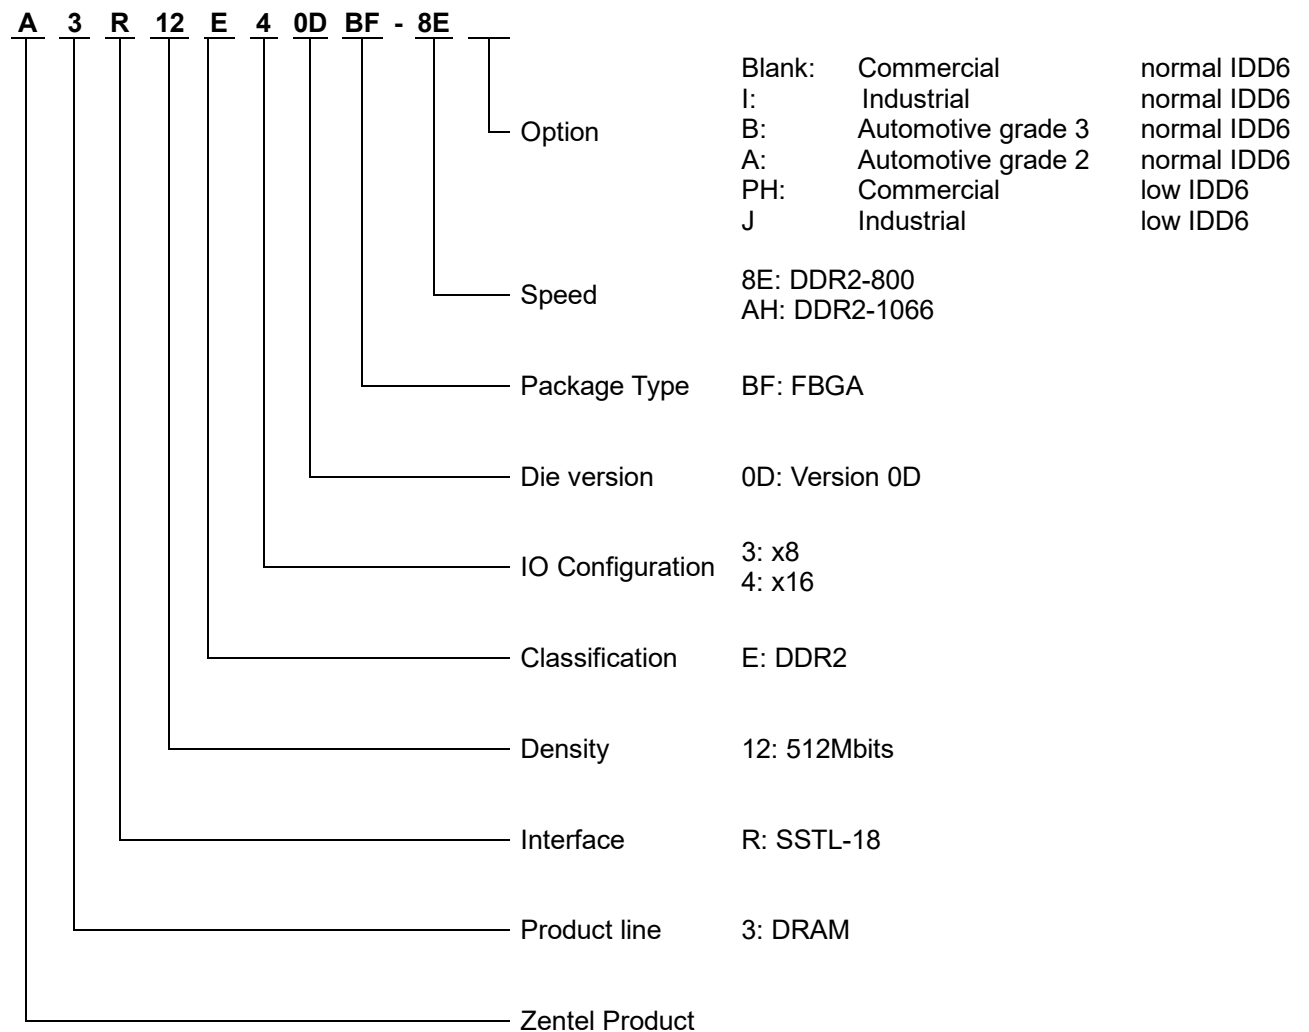 A 3 R 12 E 4 0D BF - 8E
Blank: Commercial normal IDD6
I: Industrial normal IDD6
Option B: Automotive grade 3 normal IDD6
A: Automotive grade 2 normal IDD6
PH: Commercial low IDD6
J Industrial low IDD6
8E: DDR2-800
Speed
AH: DDR2-1066
Package Type BF: FBGA
Die version 0D: Version 0D
3: x8
IO Configuration
4: x16
Classification E: DDR2
Density 12: 512Mbits
Interface R: SSTL-18
Product line 3: DRAM
Zentel Product